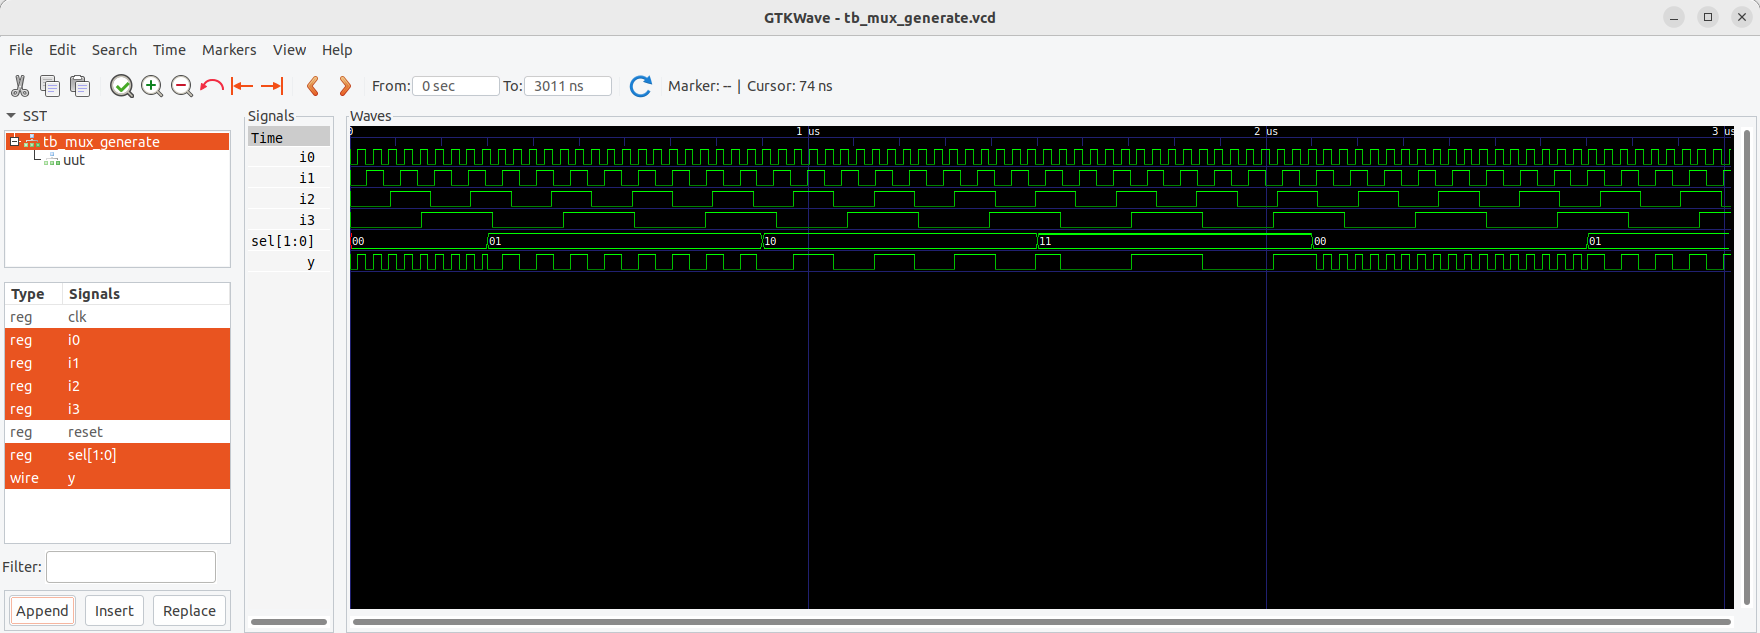 GTKWave - tb_mux_generate.vcd
File Edit Search Time Markers View Help
From: 0 sec To: 3011 ns Marker: -- | Cursor: 74 ns
SST
tb_mux_generate
uut
Type Signals
reg clk
reg i0
reg i1
reg i2
reg i3
reg reset
reg sel[1:0]
wire y
Filter:
Append Insert Replace
Signals
Time
i0
i1
i2
i3
sel[1:0]
y
Waves
0 1 us 2 us 3 us
00 01 10 11 00 01